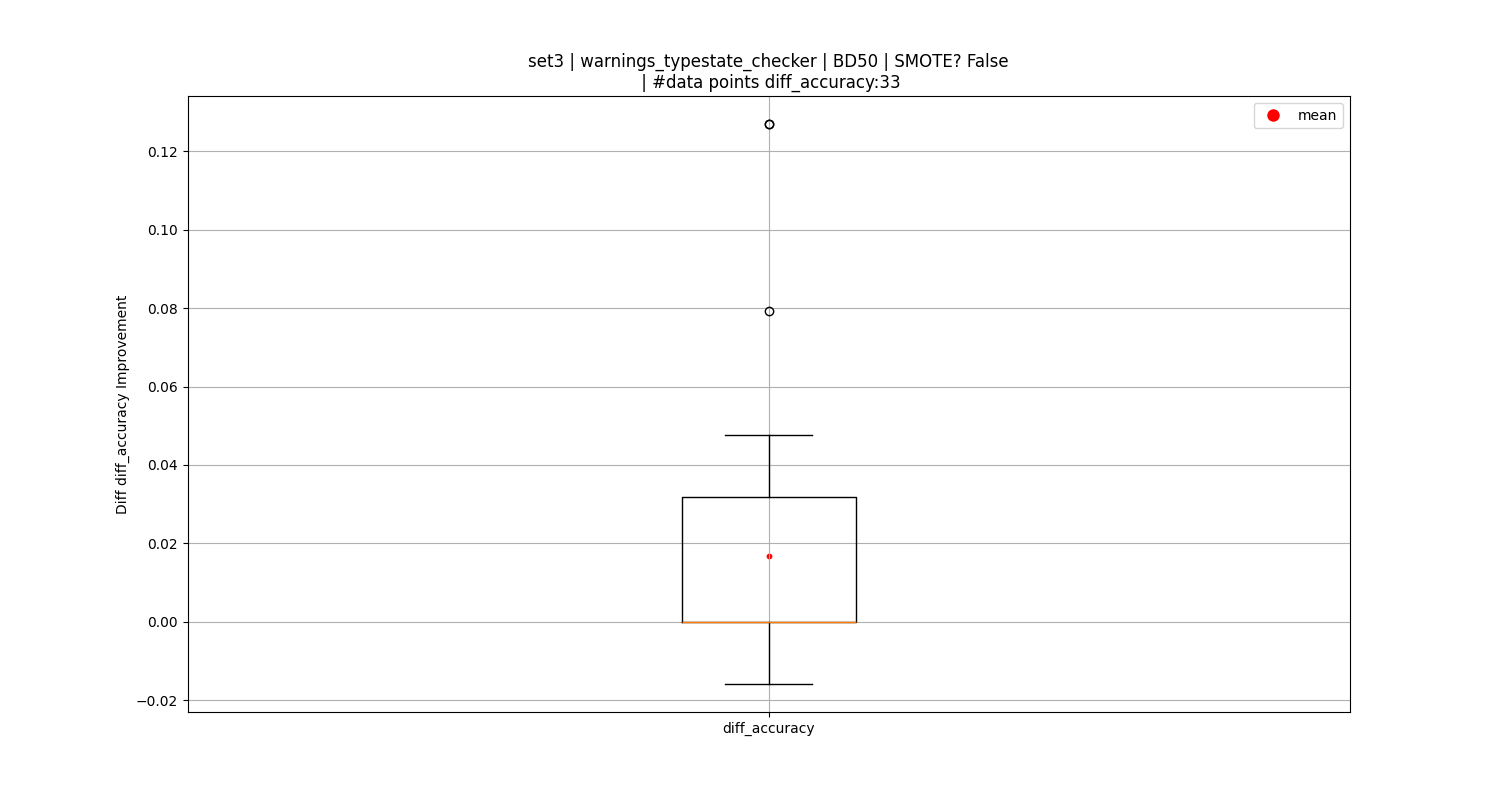 set3 | warnings_typestate_checker | BD50 | SMOTE? False
| #data points diff_accuracy:33
mean
0.12
0.10
0.08
0.06
0.04
0.02
0.00
−0.02
Diff diff_accuracy Improvement
diff_accuracy